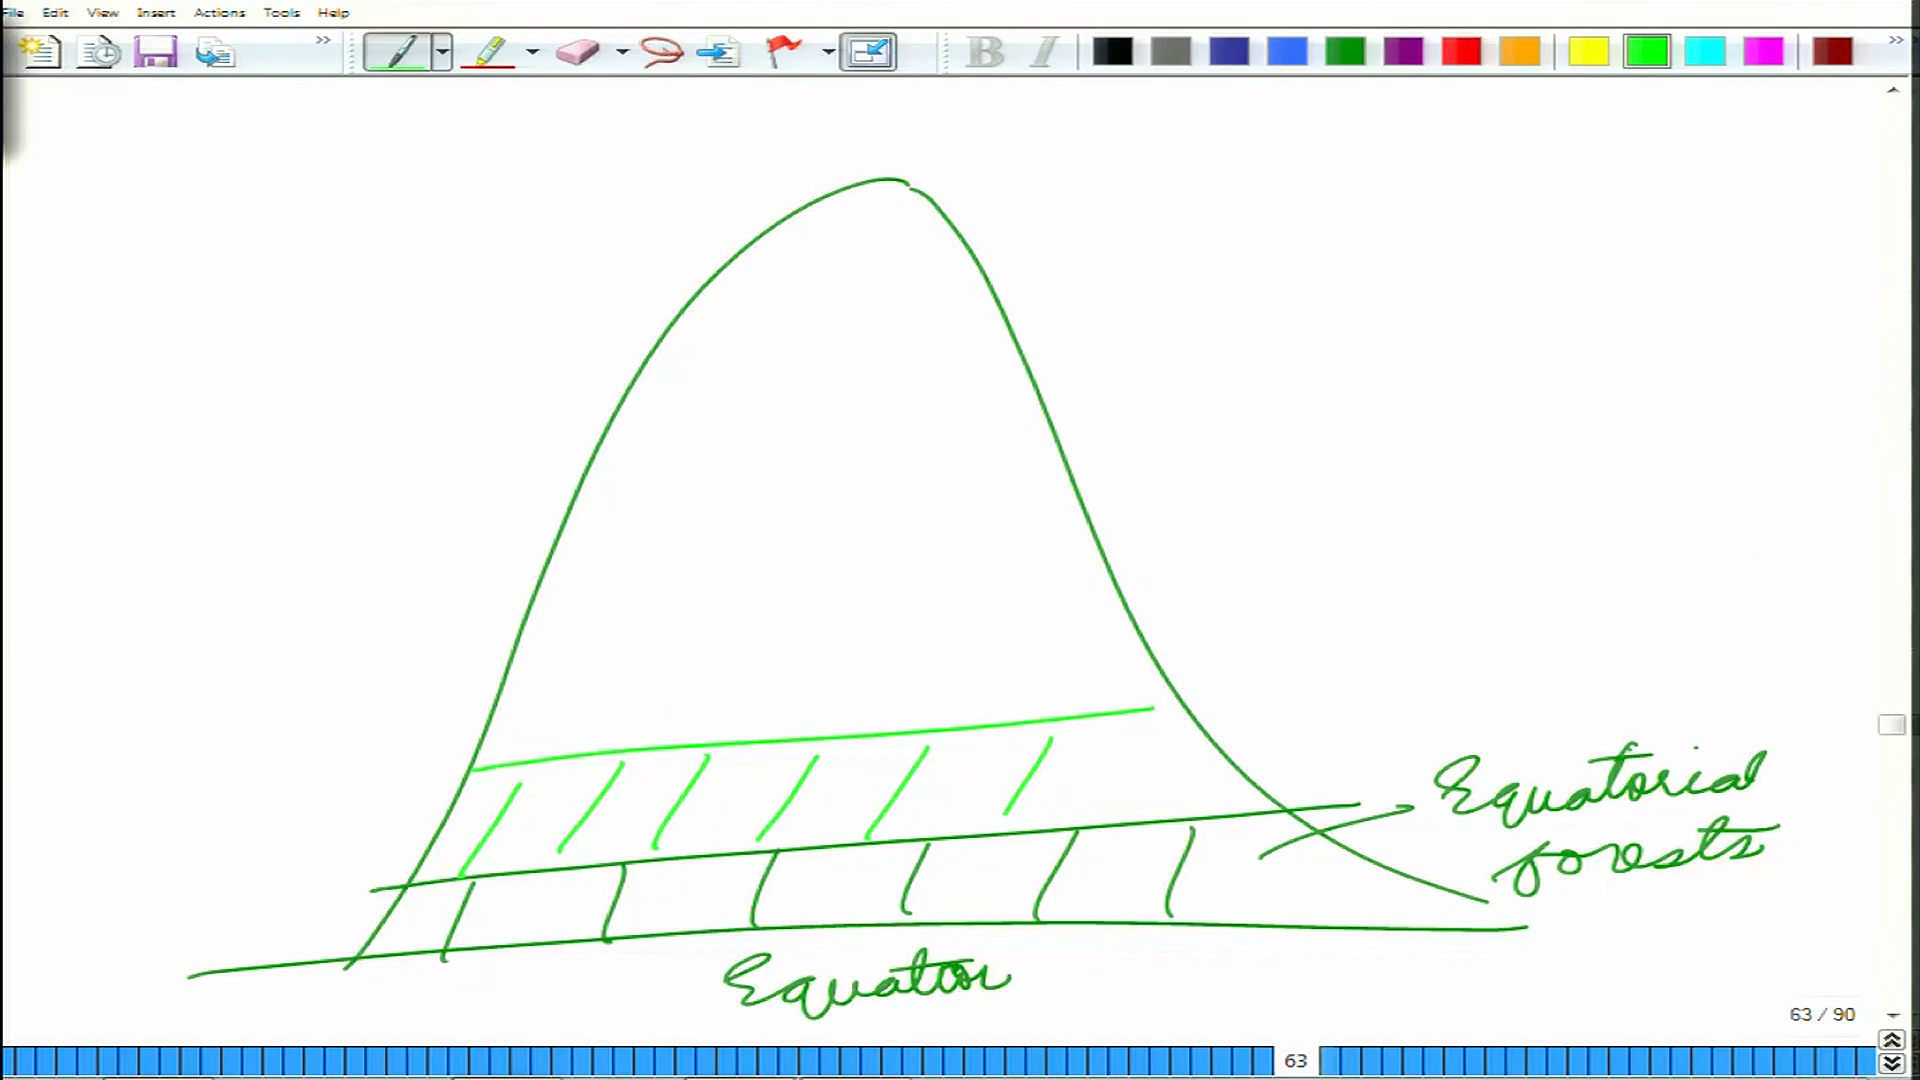 File Edit View Insert Actions Tools Help
B I
Equatorial
forests
Equator
63 / 90
63